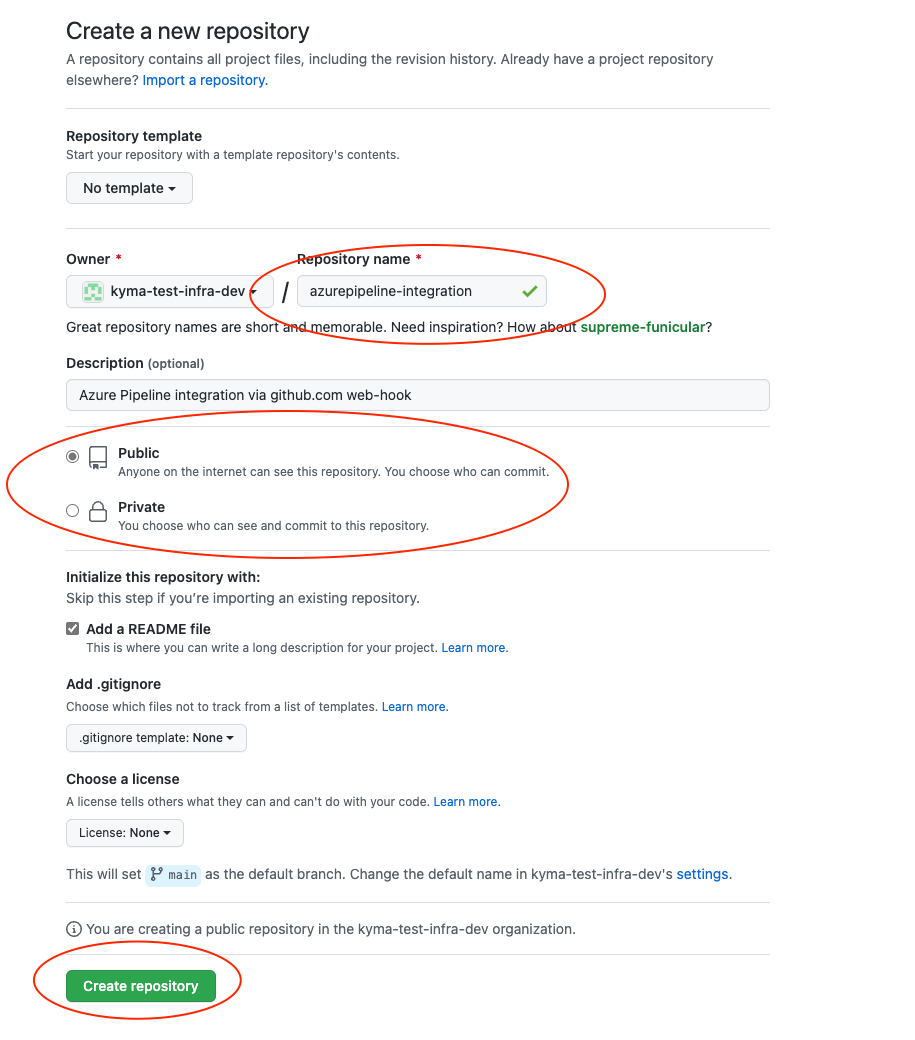 Create a new repository
A repository contains all project files, including the revision history. Already have a project repository
elsewhere? Import a repository.
Repository template
Start your repository with a template repository's contents.
No template
Owner *
Repository name *
kyma-test-infra-dev
/
azurepipeline-integration
Great repository names are short and memorable. Need inspiration? How about supreme-funicular?
Description (optional)
Azure Pipeline integration via github.com web-hook
Public
Anyone on the internet can see this repository. You choose who can commit.
Private
You choose who can see and commit to this repository.
Initialize this repository with:
Skip this step if you’re importing an existing repository.
Add a README file
This is where you can write a long description for your project. Learn more.
Add .gitignore
Choose which files not to track from a list of templates. Learn more.
.gitignore template: None
Choose a license
A license tells others what they can and can't do with your code. Learn more.
License: None
This will set main as the default branch. Change the default name in kyma-test-infra-dev's settings.
You are creating a public repository in the kyma-test-infra-dev organization.
Create repository